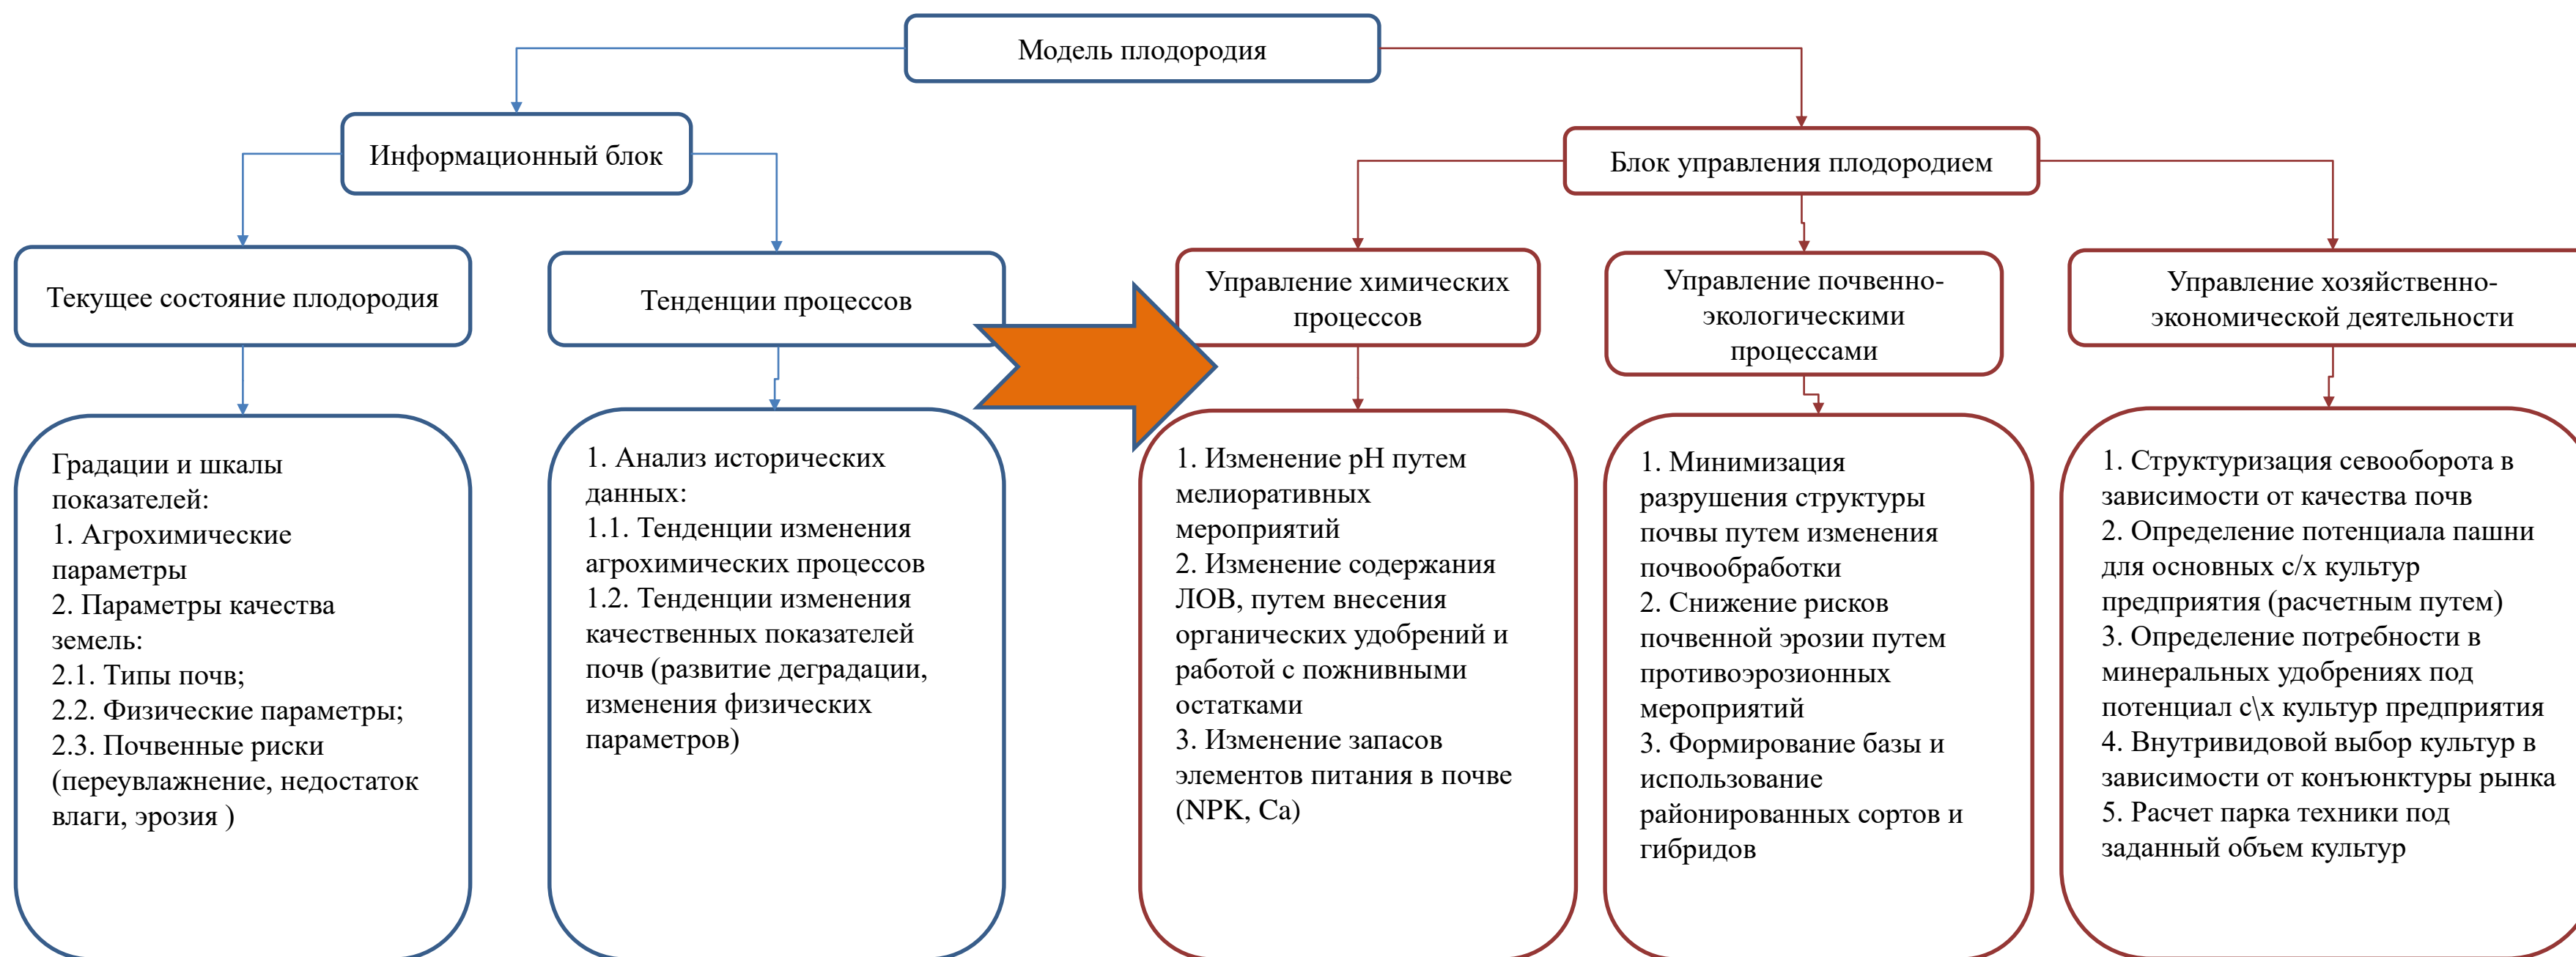 Модель плодородия
Информационный блок
Блок управления плодородием
Текущее состояние плодородия
Тенденции процессов
Управление химических
процессов
Управление почвенно-
экологическими
процессами
Управление хозяйственно-
экономической деятельности
Градации и шкалы
показателей:
1. Агрохимические
параметры
2. Параметры качества
земель:
2.1. Типы почв;
2.2. Физические параметры;
2.3. Почвенные риски
(переувлажнение, недостаток
влаги, эрозия )
1. Анализ исторических
данных:
1.1. Тенденции изменения
агрохимических процессов
1.2. Тенденции изменения
качественных показателей
почв (развитие деградации,
изменения физических
параметров)
1. Изменение pH путем
мелиоративных
мероприятий
2. Изменение содержания
ЛОВ, путем внесения
органических удобрений и
работой с пожнивными
остатками
3. Изменение запасов
элементов питания в почве
(NPK, Ca)
1. Минимизация
разрушения структуры
почвы путем изменения
почвообработки
2. Снижение рисков
почвенной эрозии путем
противоэрозионных
мероприятий
3. Формирование базы и
использование
районированных сортов и
гибридов
1. Структуризация севооборота в
зависимости от качества почв
2. Определение потенциала пашни
для основных с/х культур
предприятия (расчетным путем)
3. Определение потребности в
минеральных удобрениях под
потенциал с\х культур предприятия
4. Внутривидовой выбор культур в
зависимости от конъюнктуры рынка
5. Расчет парка техники под
заданный объем культур